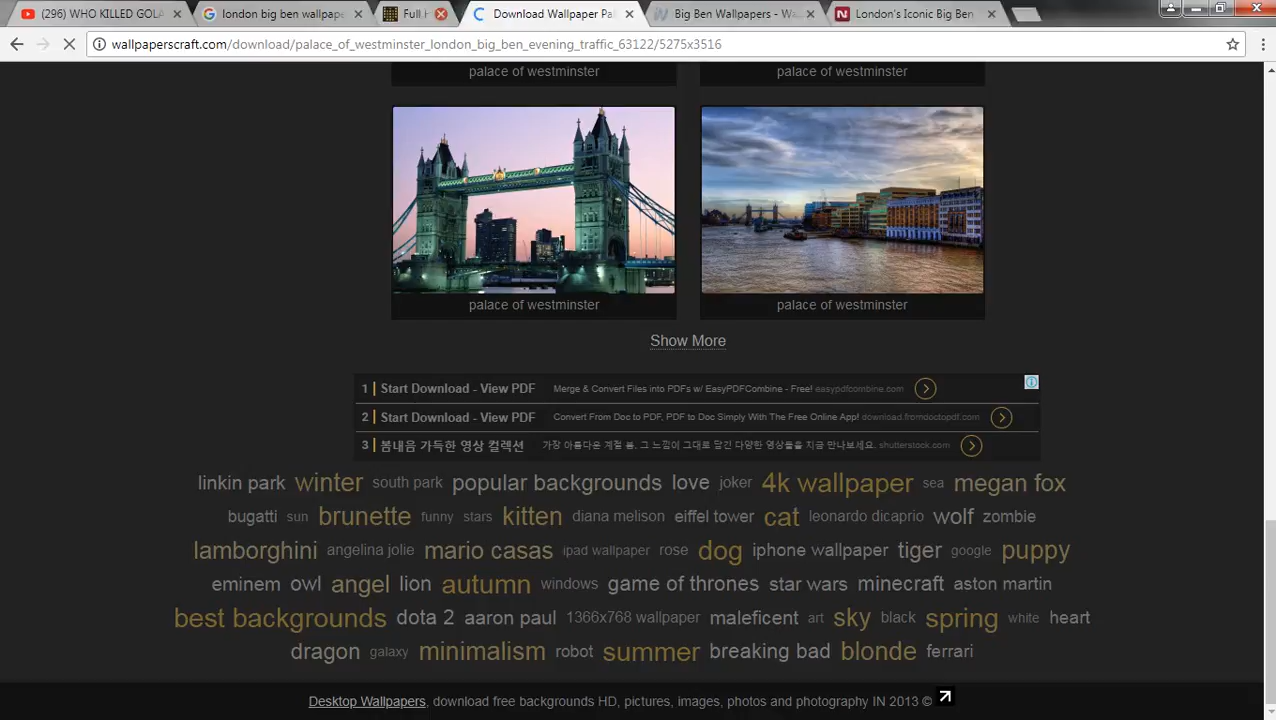 (296) WHO KILLED GOLA
london big ben wallpape
Full H
Download Wallpaper Pa
Big Ben Wallpapers - Wa
London's Iconic Big Ben
wallpaperscraft.com/download/palace_of_westminster_london_big_ben_evening_traffic_63122/5275x3516
palace of westminster palace of westminster
palace of westminster palace of westminster
Show More
1 Start Download - View PDF Merge & Convert Files into PDFs w/ EasyPDFCombine - Free! easypdfcombine.com
2 Start Download - View PDF Convert From Doc to PDF, PDF to Doc Simply With The Free Online App! download.fromdoctopdf.com
3 봄내음 가득한 영상 컬렉션 가장 아름다운 계절 봄, 그 느낌이 그대로 담긴 다양한 영상물을 지금 만나보세요. shutterstock.com
linkin park winter south park popular backgrounds love joker 4k wallpaper sea megan fox
bugatti sun brunette funny stars kitten diana melison eiffel tower cat leonardo dicaprio wolf zombie
lamborghini angelina jolie mario casas ipad wallpaper rose dog iphone wallpaper tiger google puppy
eminem owl angel lion autumn windows game of thrones star wars minecraft aston martin
best backgrounds dota 2 aaron paul 1366x768 wallpaper maleficent art sky black spring white heart
dragon galaxy minimalism robot summer breaking bad blonde ferrari
Desktop Wallpapers, download free backgrounds HD, pictures, images, photos and photography IN 2013 ©